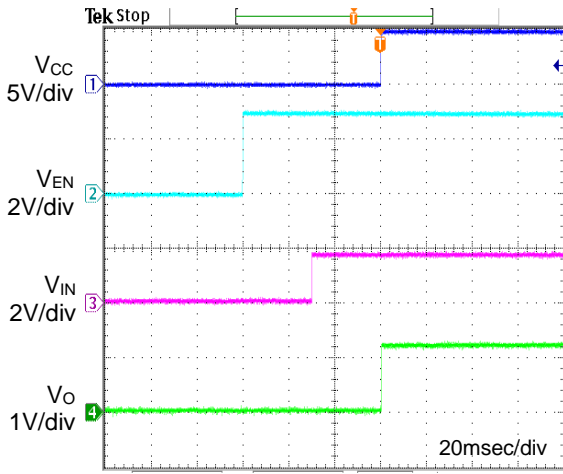 Tek Stop
T
T
VCC
5V/div
1
VEN
2V/div
2
VIN
2V/div
3
VO
1V/div
4
20msec/div